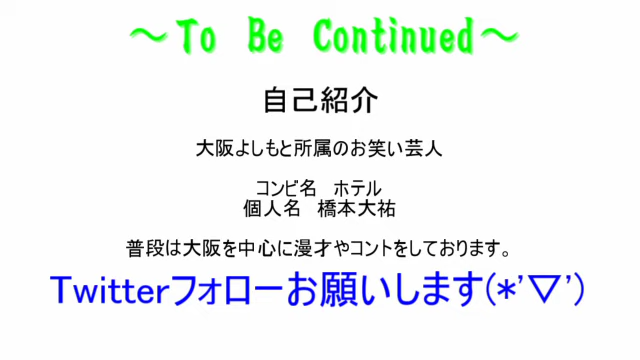 ～To Be Continued～
自己紹介
大阪よしもと所属のお笑い芸人
コンビ名　ホテル
個人名　橋本大祐
普段は大阪を中心に漫才やコントをしております。
Twitterフォローお願いします(*'▽')